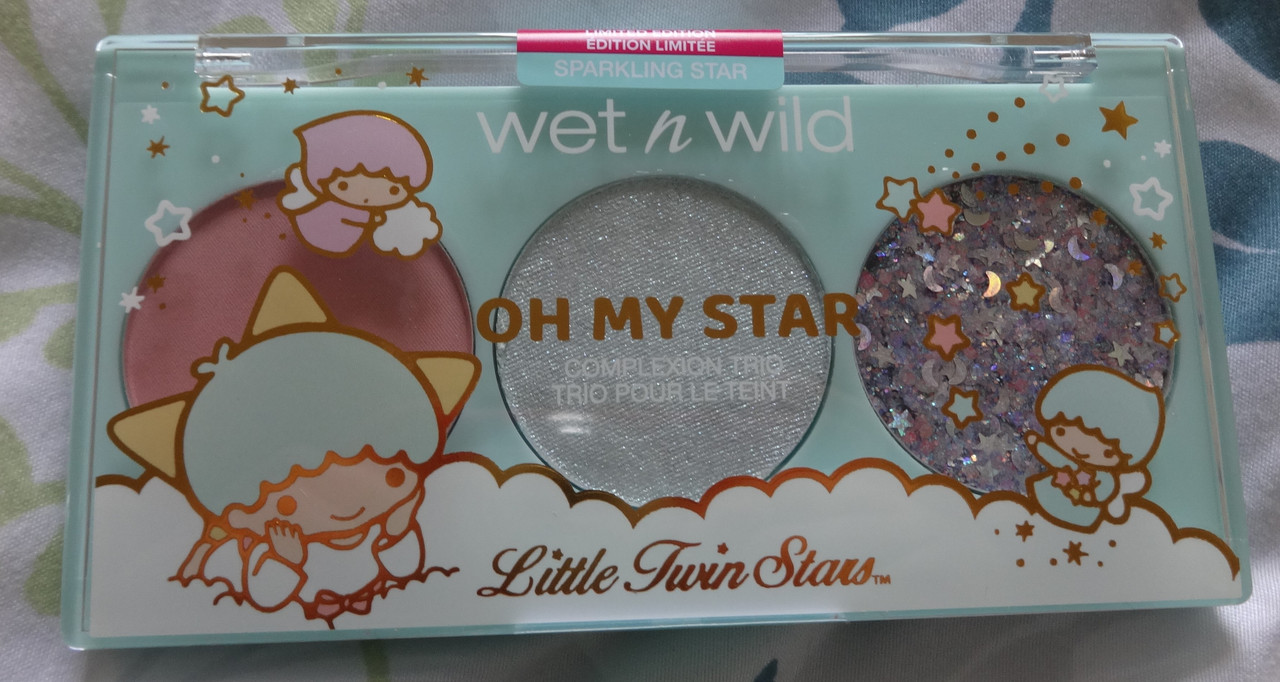 LIMITED EDITION
EDITION LIMITÉE
SPARKLING STAR
wet n wild
OH MY STAR
COMPLEXION TRIO
TRIO POUR LE TEINT
Little Twin Stars™